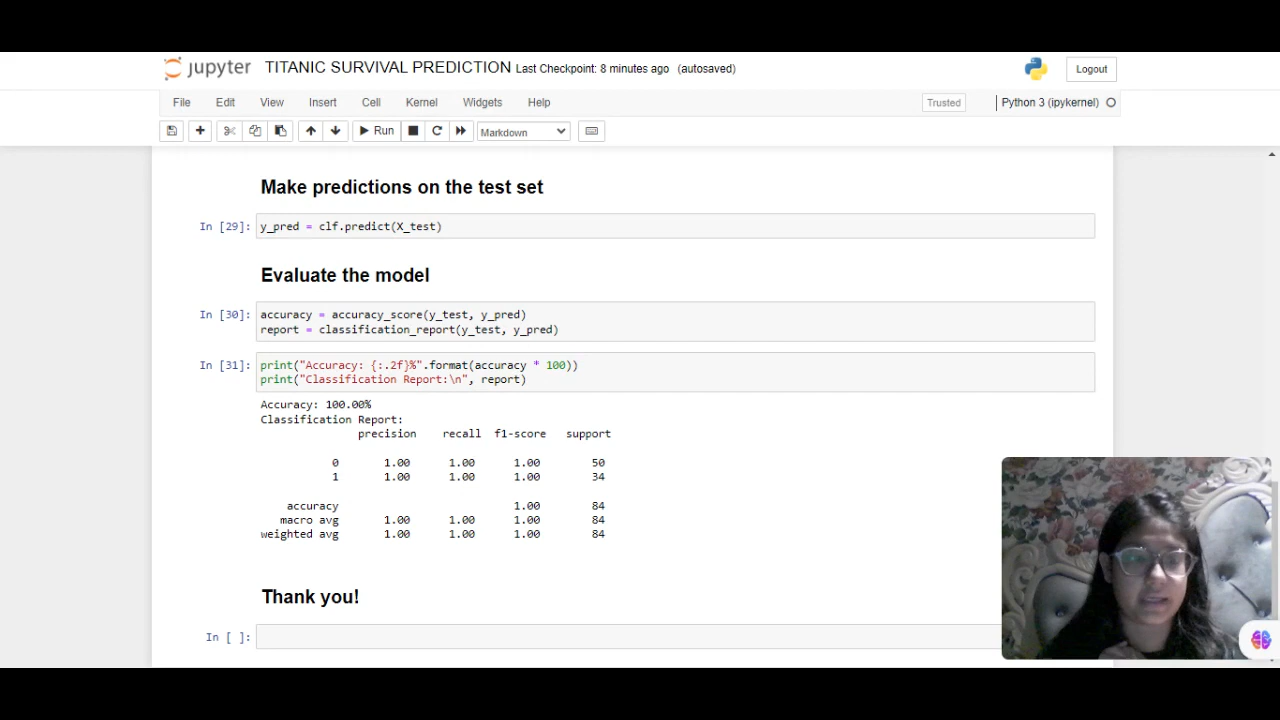 jupyter TITANIC SURVIVAL PREDICTION Last Checkpoint: 8 minutes ago (autosaved) Logout
File Edit View Insert Cell Kernel Widgets Help Trusted Python 3 (ipykernel)
Run Markdown
Make predictions on the test set
In [29]: y_pred = clf.predict(X_test)
Evaluate the model
In [30]: accuracy = accuracy_score(y_test, y_pred)
report = classification_report(y_test, y_pred)
In [31]: print("Accuracy: {:.2f}%".format(accuracy * 100))
print("Classification Report:\n", report)
Accuracy: 100.00%
Classification Report:
precision recall f1-score support
0 1.00 1.00 1.00 50
1 1.00 1.00 1.00 34
accuracy 1.00 84
macro avg 1.00 1.00 1.00 84
weighted avg 1.00 1.00 1.00 84
Thank you!
In [ ]: